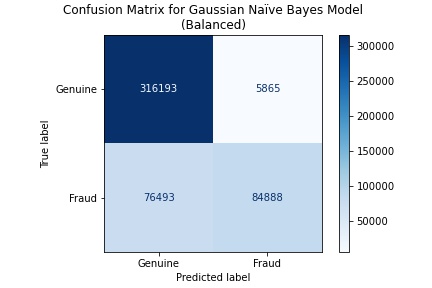 Confusion Matrix for Gaussian Naïve Bayes Model
(Balanced)
True label
Genuine
316193
5865
Fraud
76493
84888
Genuine
Fraud
Predicted label
300000
250000
200000
150000
100000
50000